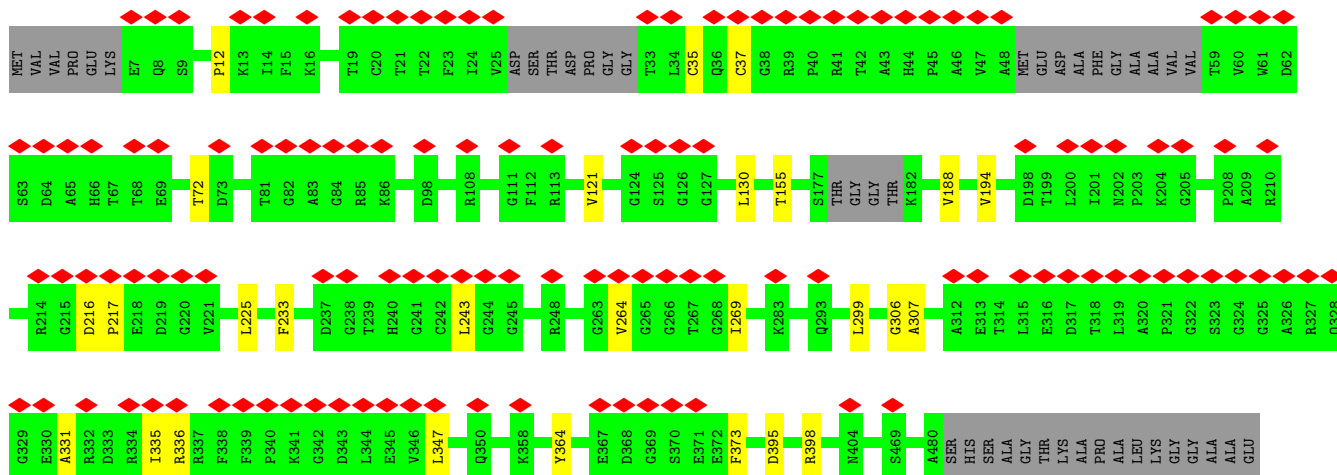 MET VAL VAL PRO GLU LYS E7 Q8 S9 P12 K13 I14 F15 K16 T19 C20 T21 T22 F23 I24 V25 ASP SER THR ASP PRO GLY GLY T33 L34 C35 Q36 C37 G38 R39 P40 R41 T42 A43 H44 P45 A46 V47 A48 MET GLU ASP ALA PHE GLY ALA ALA VAL VAL T59 V60 W61 D62
S63 D64 A65 H66 T67 T68 E69 T72 D73 T81 G82 A83 G84 R85 K86 D98 R108 G111 F112 R113 V121 G124 S125 G126 G127 L130 T155 S177 THR GLY GLY THR K182 V188 V194 D198 T199 L200 I201 N202 P203 K204 G205 P208 A209 R210
R214 G215 D216 P217 E218 D219 G220 V221 L225 F233 D237 G238 T239 H240 G241 C242 L243 G244 G245 R248 G263 V264 G265 G266 T267 G268 I269 K283 Q293 L299 G306 A307 A312 E313 T314 L315 E316 D317 T318 L319 A320 P321 G322 S323 G324 G325 A326 R327 Q328
G329 E330 A331 R332 D333 R334 I335 R336 R337 F338 F339 P340 K341 G342 D343 L344 E345 V346 L347 Q350 K358 Y364 E367 D368 G369 S370 E371 E372 F373 D395 R398 N404 S469 A480 SER HIS SER ALA GLY THR LYS ALA PRO ALA LEU LYS GLY GLY ALA ALA GLU